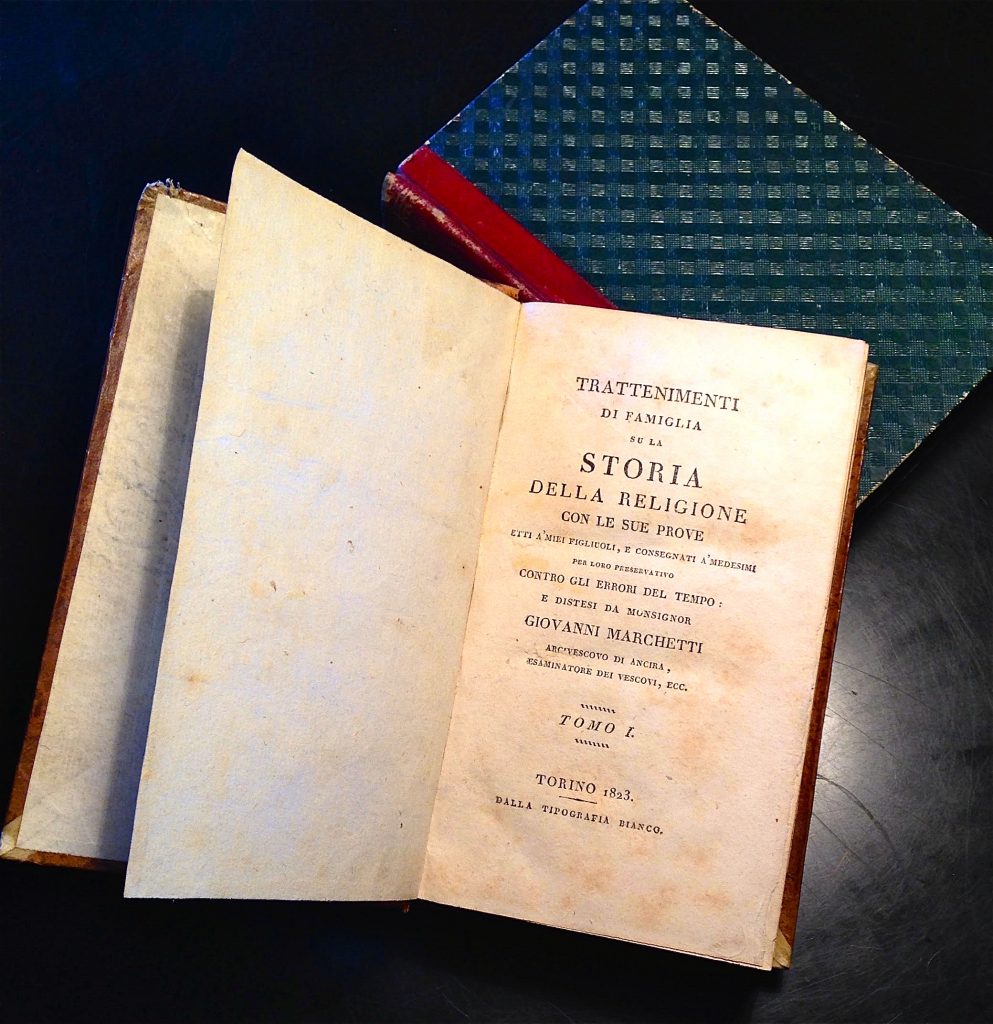 TRATTENIMENTI
DI FAMIGLIA
SU LA
STORIA
DELLA RELIGIONE
CON LE SUE PROVE
ETTI A'MIEI FIGLIUOLI, E CONSEGNATI A'MEDESIMI
PER LORO PRESERVATIVO
CONTRO GLI ERRORI DEL TEMPO:
E DISTESI DA MONSIGNOR
GIOVANNI MARCHETTI
ARCIVESCOVO DI ANCIRA,
ESAMINATORE DEI VESCOVI, ECC.
TOMO I.
TORINO 1823.
DALLA TIPOGRAFIA BIANCO.